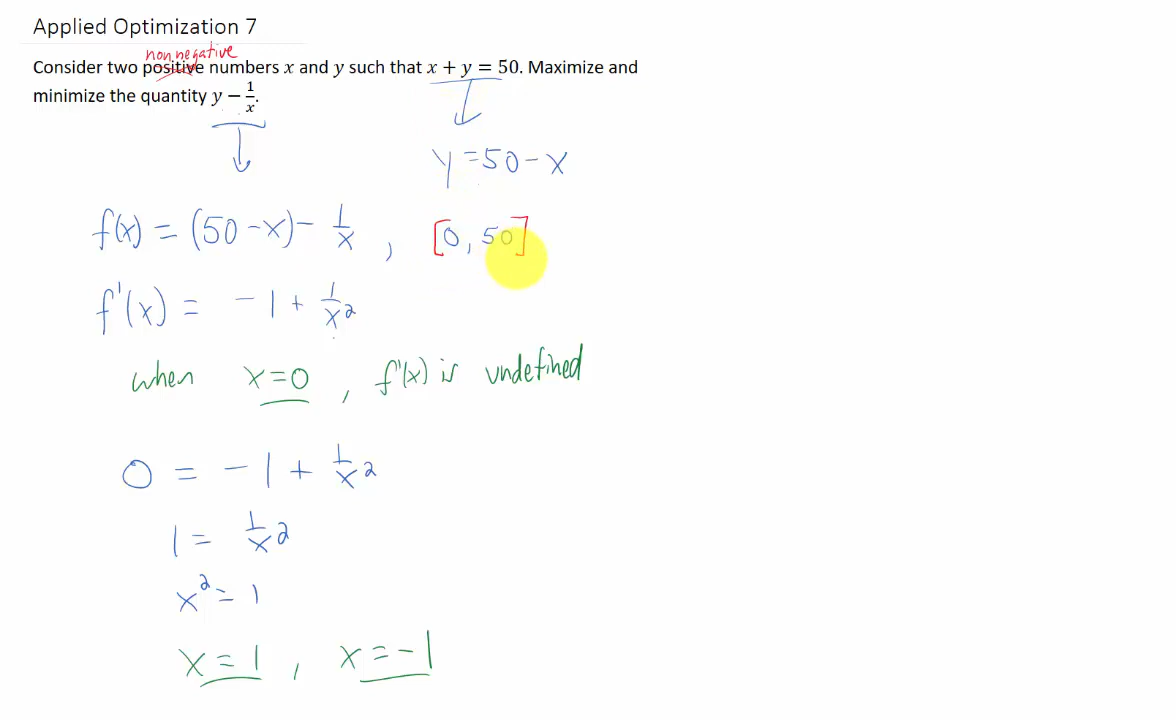 Applied Optimization 7
nonnegative
Consider two positive numbers x and y such that x + y = 50. Maximize and
minimize the quantity y − 1/x.
y = 50 - x
f(x) = (50 - x) - 1/x , [0, 50]
f'(x) = -1 + 1/x²
when x = 0 , f'(x) is undefined
0 = -1 + 1/x²
1 = 1/x²
x² = 1
x = 1 , x = -1